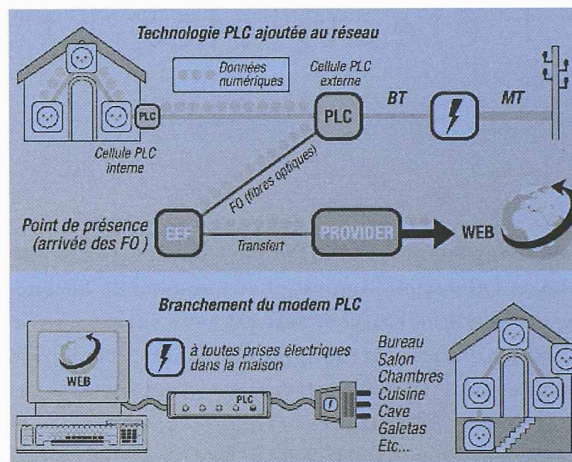 Technologie PLC ajoutée au réseau
Données
numériques
Cellule PLC
externe
PLC
PLC
BT
MT
Cellule PLC
interne
FO (fibres optiques)
Point de présence
(arrivée des FO )
EEF
Transfert
PROVIDER
WEB
Branchement du modem PLC
WEB
à toutes prises électriques
dans la maison
PLC
Bureau
Salon
Chambres
Cuisine
Cave
Galetas
Etc...